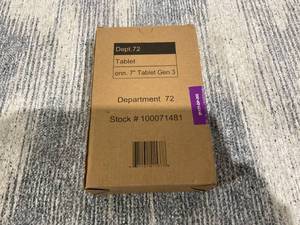 Dept.72
Tablet
onn. 7" Tablet Gen 3
Department 72
Stock # 100071481